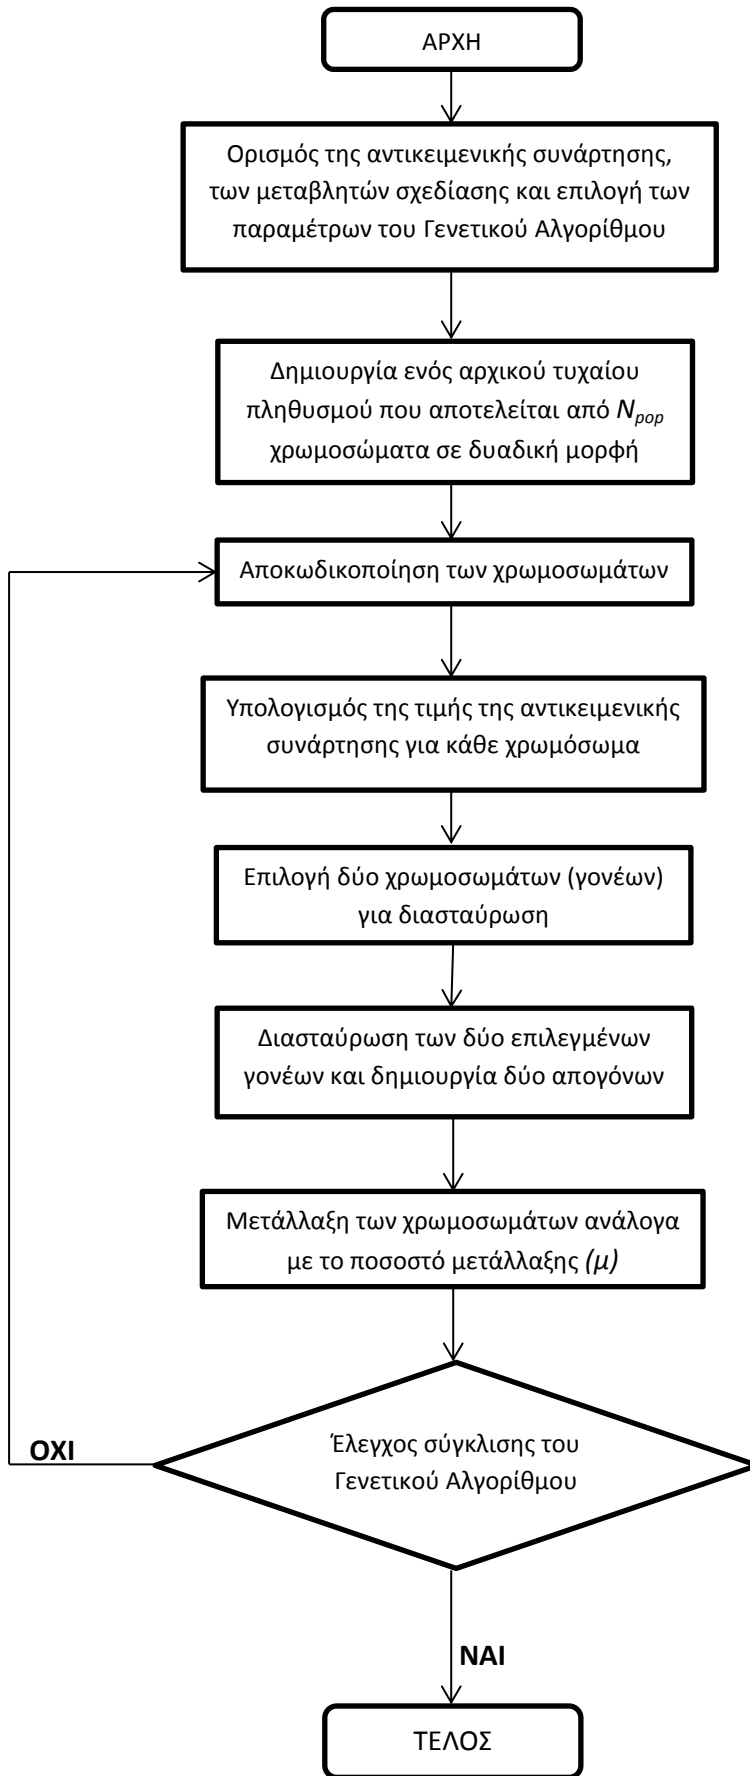 ΑΡΧΗ
Ορισμός της αντικειμενικής συνάρτησης,
των μεταβλητών σχεδίασης και επιλογή των
παραμέτρων του Γενετικού Αλγορίθμου
Δημιουργία ενός αρχικού τυχαίου
πληθυσμού που αποτελείται από N_pop
χρωμοσώματα σε δυαδική μορφή
Αποκωδικοποίηση των χρωμοσωμάτων
Υπολογισμός της τιμής της αντικειμενικής
συνάρτησης για κάθε χρωμόσωμα
Επιλογή δύο χρωμοσωμάτων (γονέων)
για διασταύρωση
Διασταύρωση των δύο επιλεγμένων
γονέων και δημιουργία δύο απογόνων
Μετάλλαξη των χρωμοσωμάτων ανάλογα
με το ποσοστό μετάλλαξης (μ)
Έλεγχος σύγκλισης του
Γενετικού Αλγορίθμου
ΟΧΙ
ΝΑΙ
ΤΕΛΟΣ